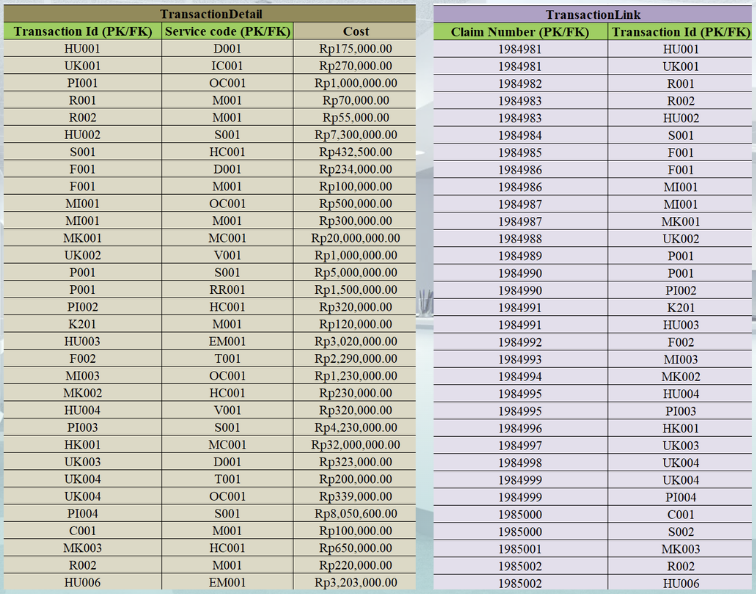 TransactionDetail
Transaction Id (PK/FK) Service code (PK/FK) Cost
HU001 D001 Rp175,000.00
UK001 IC001 Rp270,000.00
PI001 OC001 Rp1,000,000.00
R001 M001 Rp70,000.00
R002 M001 Rp55,000.00
HU002 S001 Rp7,300,000.00
S001 HC001 Rp432,500.00
F001 D001 Rp234,000.00
F001 M001 Rp100,000.00
MI001 OC001 Rp500,000.00
MI001 M001 Rp300,000.00
MK001 MC001 Rp20,000,000.00
UK002 V001 Rp1,000,000.00
P001 S001 Rp5,000,000.00
P001 RR001 Rp1,500,000.00
PI002 HC001 Rp320,000.00
K201 M001 Rp120,000.00
HU003 EM001 Rp3,020,000.00
F002 T001 Rp2,290,000.00
MI003 OC001 Rp1,230,000.00
MK002 HC001 Rp230,000.00
HU004 V001 Rp320,000.00
PI003 S001 Rp4,230,000.00
HK001 MC001 Rp32,000,000.00
UK003 D001 Rp323,000.00
UK004 T001 Rp200,000.00
UK004 OC001 Rp339,000.00
PI004 S001 Rp8,050,600.00
C001 M001 Rp100,000.00
MK003 HC001 Rp650,000.00
R002 M001 Rp220,000.00
HU006 EM001 Rp3,203,000.00
TransactionLink
Claim Number (PK/FK) Transaction Id (PK/FK)
1984981 HU001
1984981 UK001
1984982 R001
1984983 R002
1984983 HU002
1984984 S001
1984985 F001
1984986 F001
1984986 MI001
1984987 MI001
1984987 MK001
1984988 UK002
1984989 P001
1984990 P001
1984990 PI002
1984991 K201
1984991 HU003
1984992 F002
1984993 MI003
1984994 MK002
1984995 HU004
1984995 PI003
1984996 HK001
1984997 UK003
1984998 UK004
1984999 UK004
1984999 PI004
1985000 C001
1985000 S002
1985001 MK003
1985002 R002
1985002 HU006